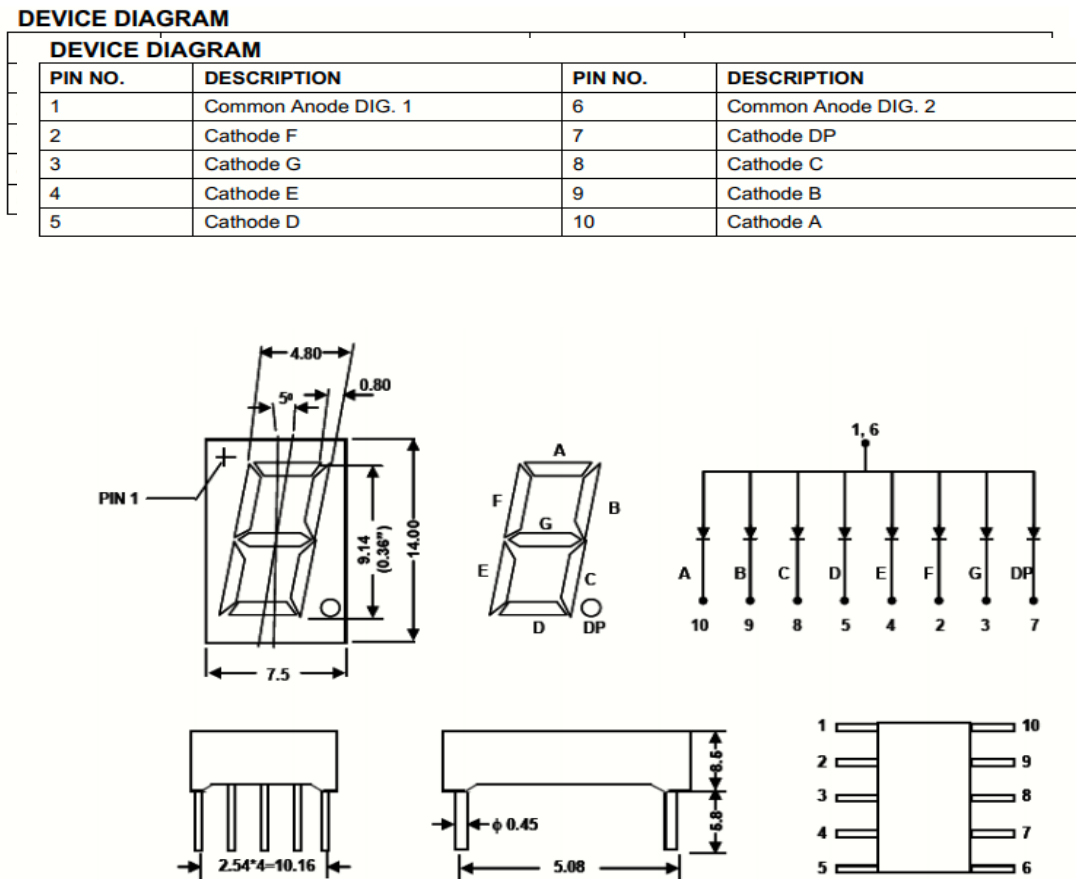 DEVICE DIAGRAM
DEVICE DIAGRAM
PIN NO. DESCRIPTION PIN NO. DESCRIPTION
1 Common Anode DIG. 1 6 Common Anode DIG. 2
2 Cathode F 7 Cathode DP
3 Cathode G 8 Cathode C
4 Cathode E 9 Cathode B
5 Cathode D 10 Cathode A
4.80
0.80
5º
PIN 1
9.14
(0.36")
14.00
7.5
A
F
B
G
E
C
D DP
1, 6
A B C D E F G DP
10 9 8 5 4 2 3 7
2.54*4=10.16
ϕ 0.45
5.08
8.5
5.8
1 10
2 9
3 8
4 7
5 6